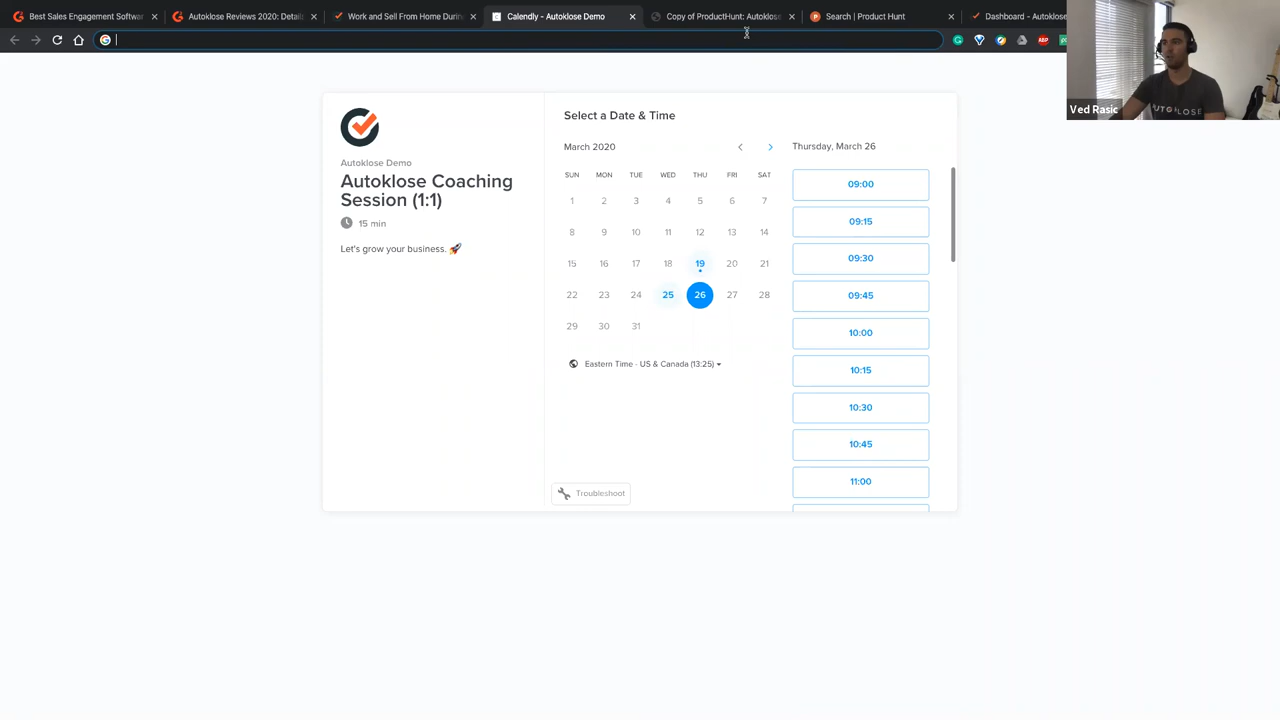 Best Sales Engagement Softwar
Autoklose Reviews 2020: Detail
Work and Sell From Home Durin
Calendly - Autoklose Demo
Copy of ProductHunt: Autoklose
Search | Product Hunt
Dashboard - Autoklose
Ved Rasic
AUTOKLOSE
ABP
Autoklose Demo
Autoklose Coaching
Session (1:1)
15 min
Let's grow your business. 🚀
Select a Date & Time
March 2020
SUN MON TUE WED THU FRI SAT
1 2 3 4 5 6 7
8 9 10 11 12 13 14
15 16 17 18 19 20 21
22 23 24 25 26 27 28
29 30 31
Eastern Time - US & Canada (13:25)
Troubleshoot
Thursday, March 26
09:00
09:15
09:30
09:45
10:00
10:15
10:30
10:45
11:00